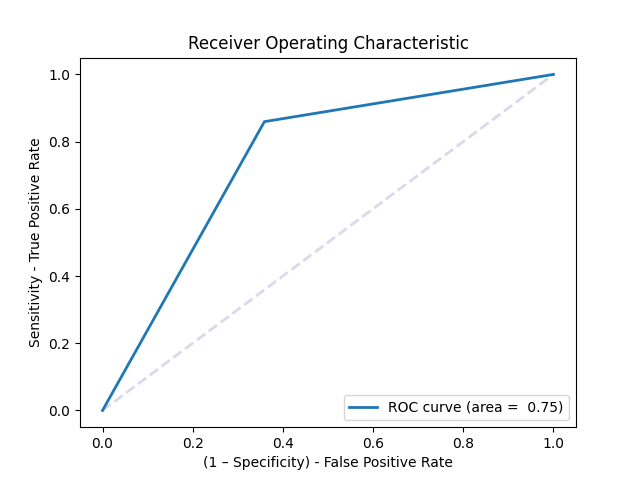 Receiver Operating Characteristic
1.0
0.8
0.6
0.4
0.2
0.0
Sensitivity - True Positive Rate
ROC curve (area =  0.75)
0.0 0.2 0.4 0.6 0.8 1.0
(1 – Specificity) - False Positive Rate